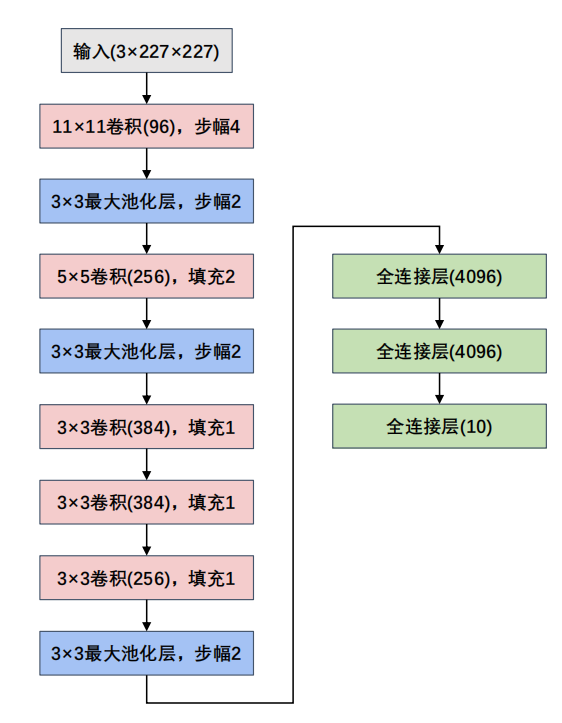 输入(3×227×227)
11×11卷积(96)，步幅4
3×3最大池化层，步幅2
5×5卷积(256)，填充2
3×3最大池化层，步幅2
3×3卷积(384)，填充1
3×3卷积(384)，填充1
3×3卷积(256)，填充1
3×3最大池化层，步幅2
全连接层(4096)
全连接层(4096)
全连接层(10)